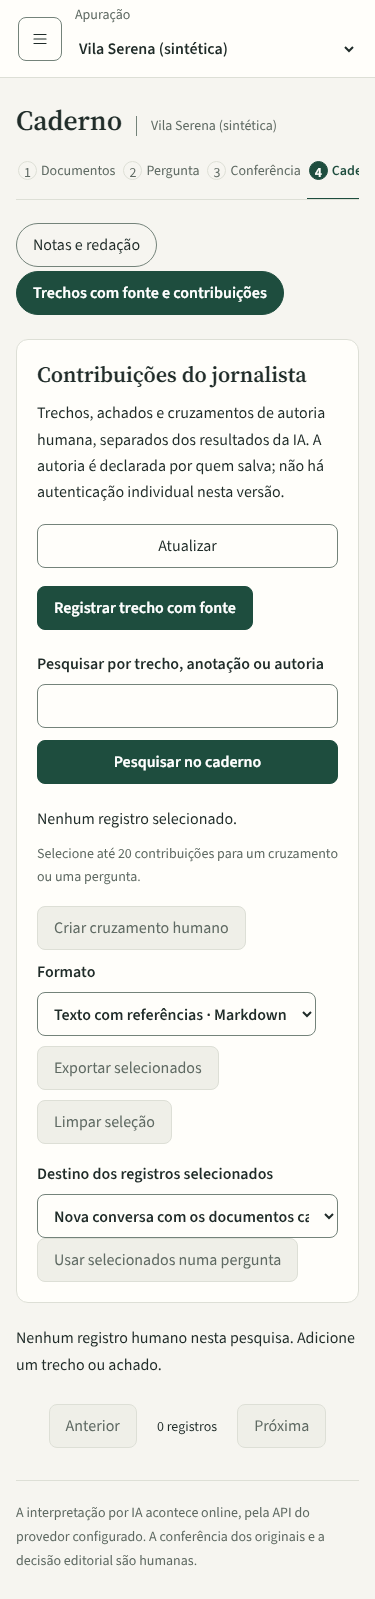 Apuração
Vila Serena (sintética)
Caderno
Vila Serena (sintética)
1 Documentos 2 Pergunta 3 Conferência 4 Cade
Notas e redação
Trechos com fonte e contribuições
Contribuições do jornalista
Trechos, achados e cruzamentos de autoria
humana, separados dos resultados da IA. A
autoria é declarada por quem salva; não há
autenticação individual nesta versão.
Atualizar
Registrar trecho com fonte
Pesquisar por trecho, anotação ou autoria
Pesquisar no caderno
Nenhum registro selecionado.
Selecione até 20 contribuições para um cruzamento
ou uma pergunta.
Criar cruzamento humano
Formato
Texto com referências · Markdown
Exportar selecionados
Limpar seleção
Destino dos registros selecionados
Nova conversa com os documentos ca
Usar selecionados numa pergunta
Nenhum registro humano nesta pesquisa. Adicione
um trecho ou achado.
Anterior
0 registros
Próxima
A interpretação por IA acontece online, pela API do
provedor configurado. A conferência dos originais e a
decisão editorial são humanas.